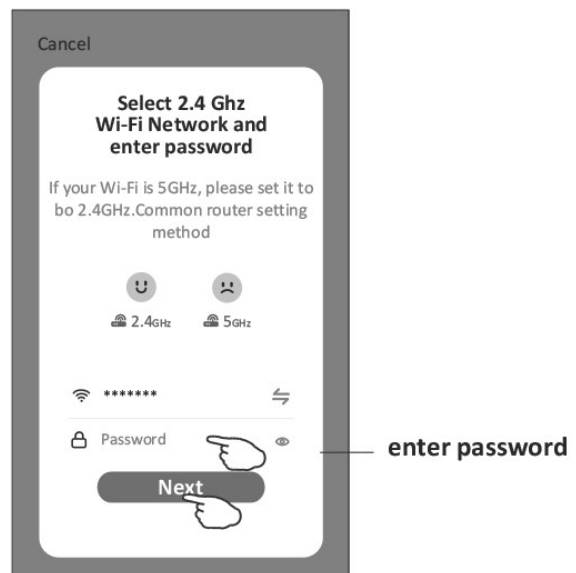 Cancel
Select 2.4 Ghz
Wi-Fi Network and
enter password
If your Wi-Fi is 5GHz, please set it to
bo 2.4GHz.Common router setting
method
2.4GHz 5GHz
*******
Password
enter password
Next